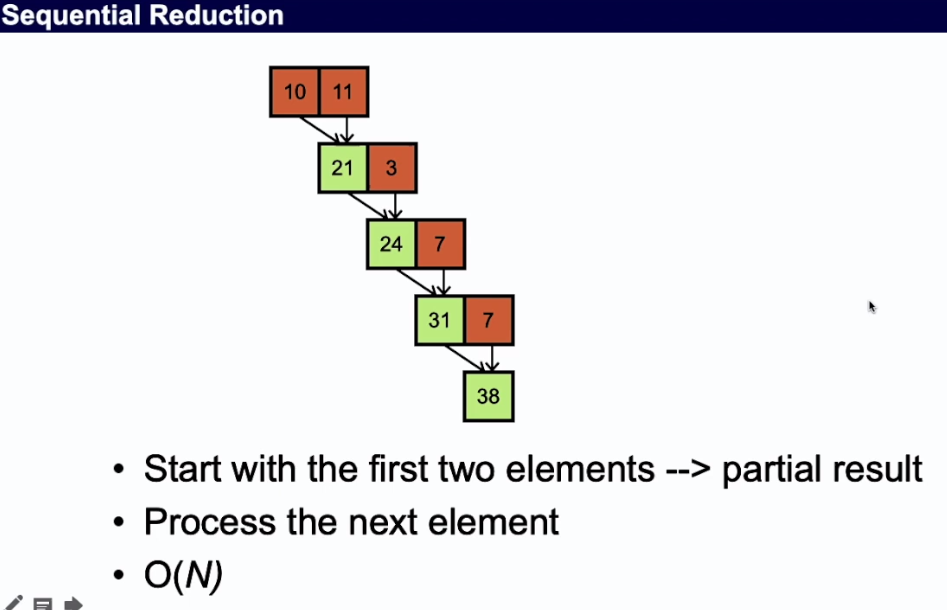 Sequential Reduction
10 11
21 3
24 7
31 7
38
• Start with the first two elements --> partial result
• Process the next element
• O(N)